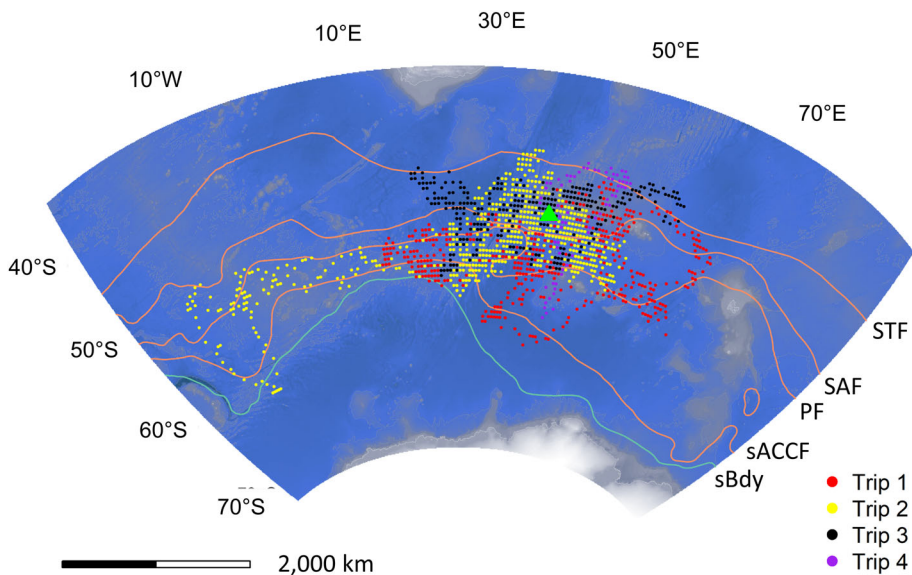 30°E
10°E
50°E
10°W
70°E
40°S
50°S
STF
SAF
PF
60°S
sACCF
sBdy
70°S
Trip 1
Trip 2
Trip 3
Trip 4
2,000 km